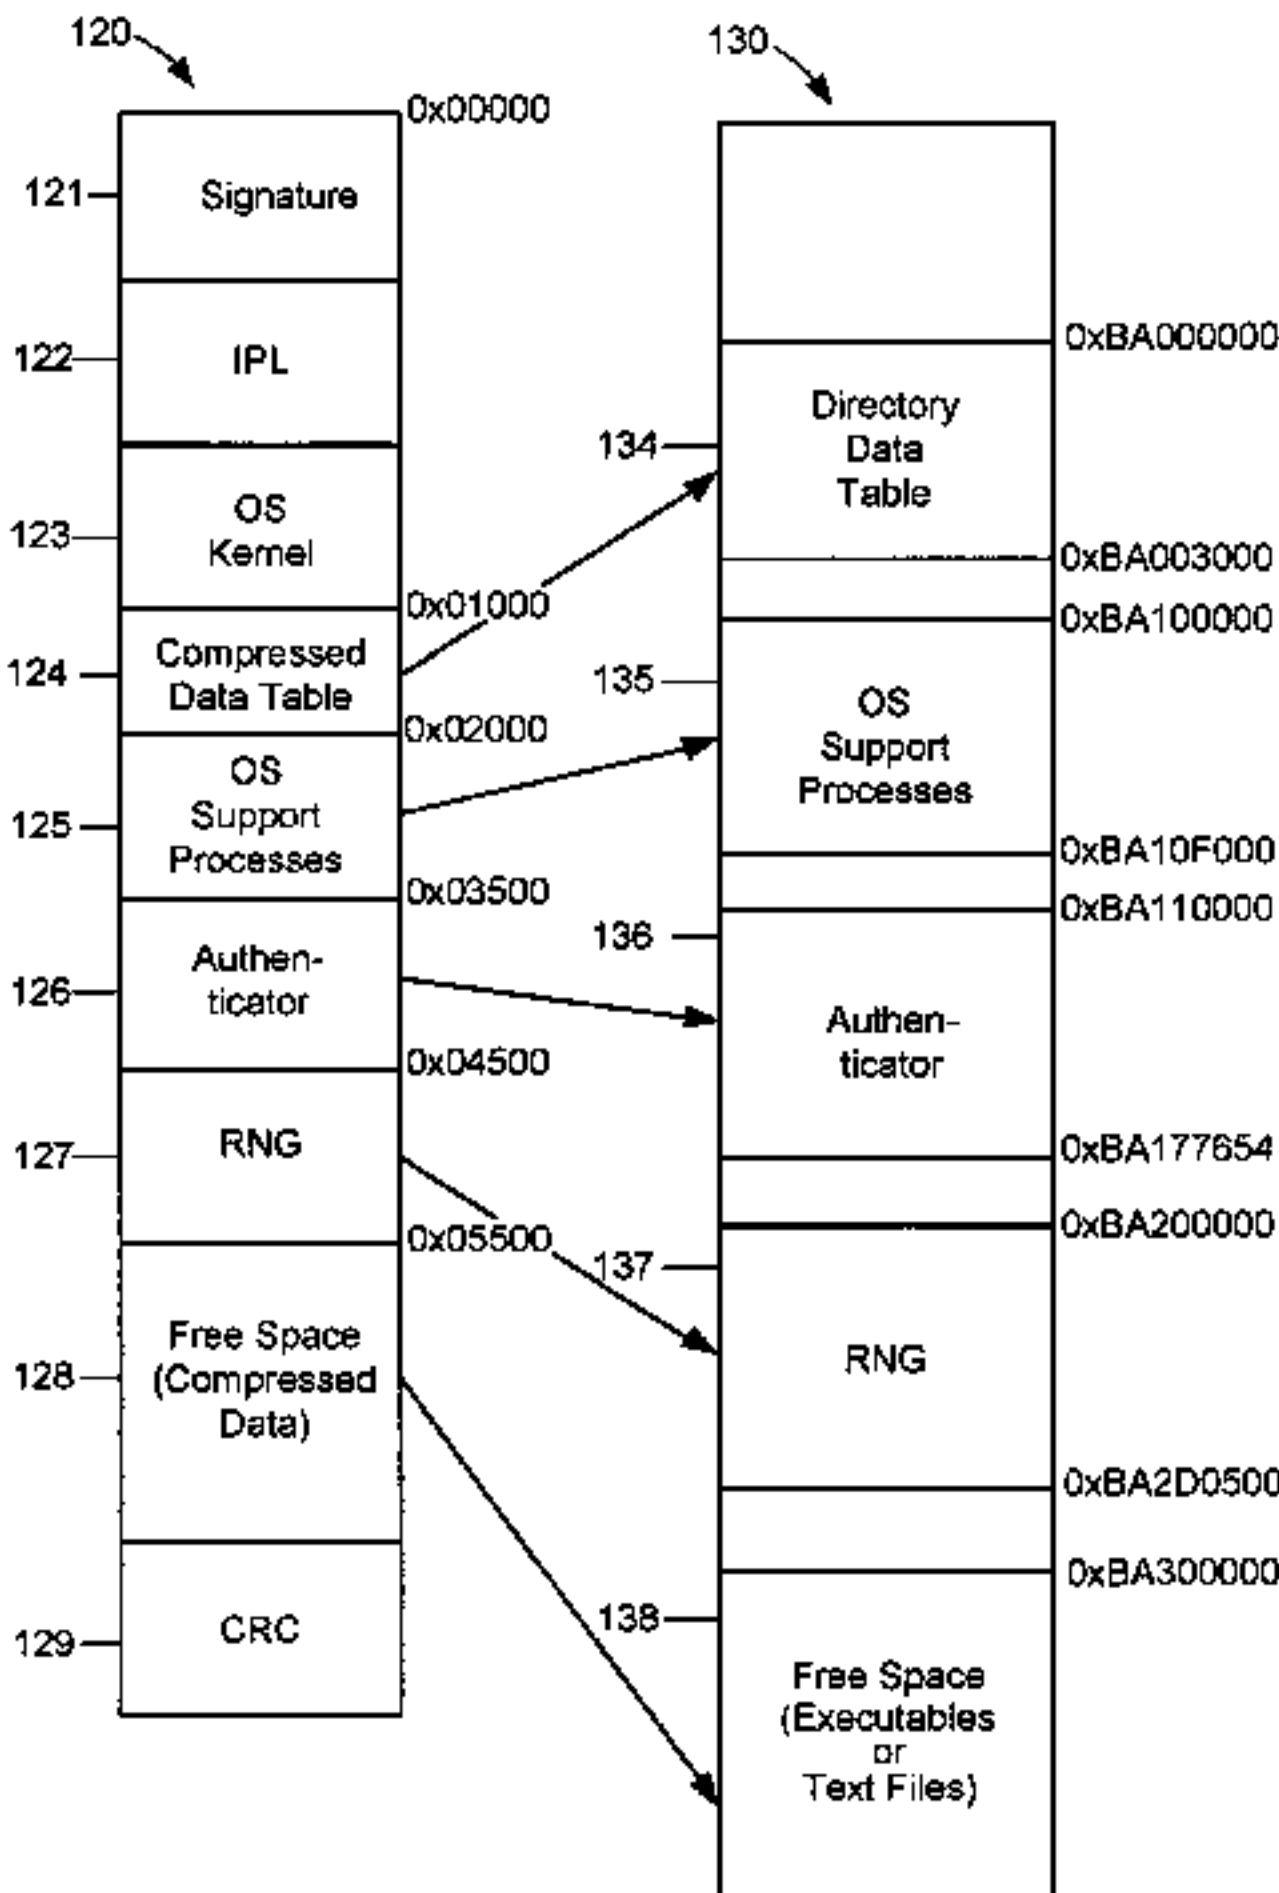 120
0x00000
121
Signature
122
IPL
123
OS
Kernel
0x01000
124
Compressed
Data Table
0x02000
125
OS
Support
Processes
0x03500
126
Authen-
ticator
0x04500
127
RNG
0x05500
128
Free Space
(Compressed
Data)
129
CRC
130
0xBA000000
134
Directory
Data
Table
0xBA003000
0xBA100000
135
OS
Support
Processes
0xBA10F000
0xBA110000
136
Authen-
ticator
0xBA177654
0xBA200000
137
RNG
0xBA2D0500
0xBA300000
138
Free Space
(Executables
or
Text Files)